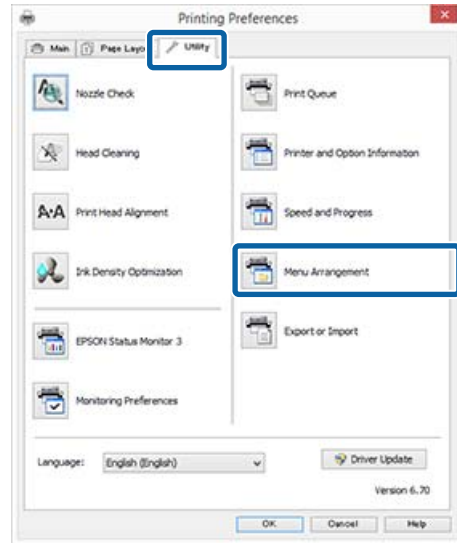 Printing Preferences
Main
Page Layo
Utility
Nozzle Check
Print Queue
Head Cleaning
Printer and Option Information
A·A
Print Head Alignment
Speed and Progress
Ink Density Optimization
Menu Arrangement
EPSON Status Monitor 3
Export or Import
Monitoring Preferences
Language:
English (English)
Driver Update
Version 6.70
OK
Cancel
Help